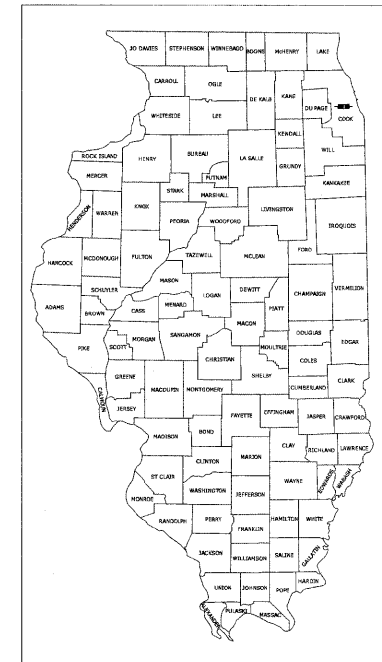 JO DAVIES STEPHENSON WINNEBAGO BOONE McHENRY LAKE
CARROLL OGLE DE KALB KANE
DU PAGE COOK
WHITESIDE LEE
KENDALL WILL
ROCK ISLAND HENRY BUREAU LA SALLE GRUNDY
MERCER PUTNAM KANKAKEE
STARK MARSHALL
HENDERSON WARREN KNOX PEORIA WOODFORD LIVINGSTON IROQUOIS
HANCOCK MCDONOUGH FULTON TAZEWELL MCLEAN FORD
MASON
SCHUYLER LOGAN DEWITT CHAMPAIGN VERMILION
ADAMS BROWN CASS MENARD PIATT
MACON
PIKE SCOTT MORGAN SANGAMON MOULTRIE DOUGLAS EDGAR
CHRISTIAN COLES
GREENE MACOUPIN MONTGOMERY SHELBY CUMBERLAND CLARK
CALHOUN JERSEY FAYETTE EFFINGHAM JASPER CRAWFORD
MADISON BOND
CLAY RICHLAND LAWRENCE
CLINTON MARION
ST CLAIR WAYNE EDWARDS WABASH
MONROE WASHINGTON JEFFERSON
RANDOLPH PERRY HAMILTON WHITE
FRANKLIN
JACKSON WILLIAMSON SALINE GALLATIN
UNION JOHNSON POPE HARDIN
ALEXANDER PULASKI MASSAC